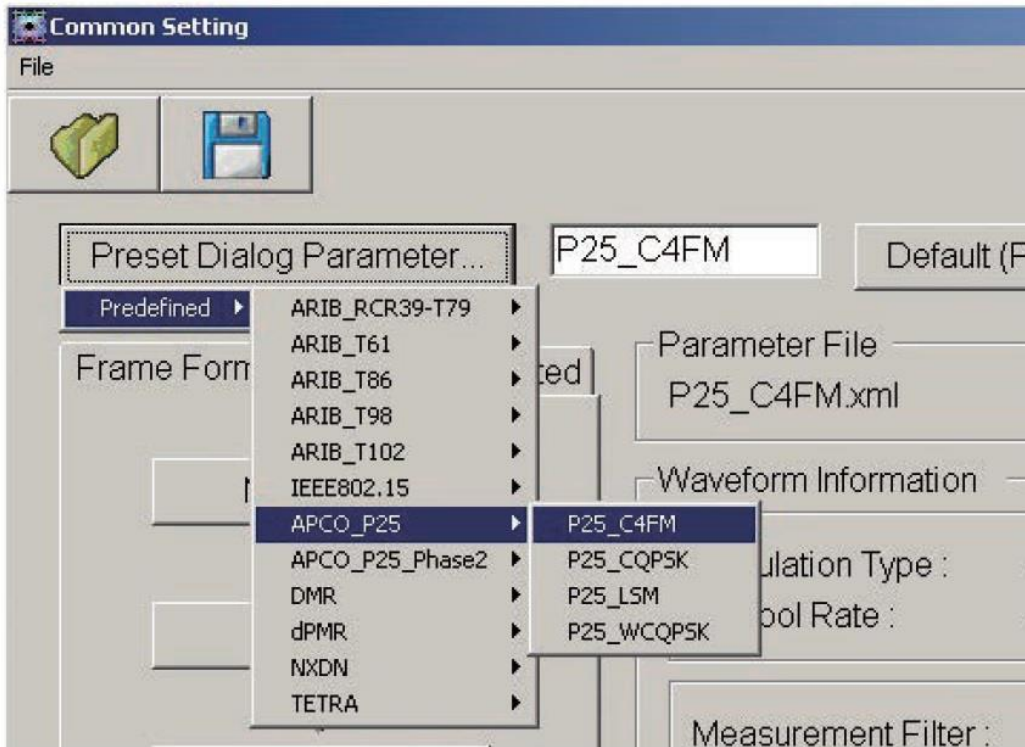 Common Setting
File
Preset Dialog Parameter...
P25_C4FM
Default (P
Predefined
ARIB_RCR39-T79
ARIB_T61
ARIB_T86
ARIB_T98
ARIB_T102
IEEE802.15
APCO_P25
APCO_P25_Phase2
DMR
dPMR
NXDN
TETRA
P25_C4FM
P25_CQPSK
P25_LSM
P25_WCQPSK
Frame Form
ted
Parameter File
P25_C4FM.xml
Waveform Information
ulation Type :
bol Rate :
Measurement Filter :